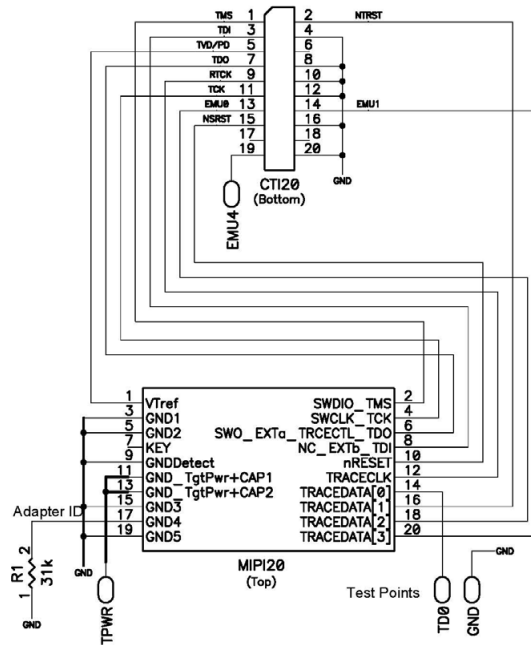 TMS 1 2 NTRST
TDI 3 4
TVD/PD 5 6
TDO 7 8
RTCK 9 10
TCK 11 12
EMU0 13 14 EMU1
NSRST 15 16
17 18
19 20
GND
CTI20
(Bottom)
EMU4
1 VTref SWDIO_TMS 2
3 GND1 SWCLK_TCK 4
5 GND2 SWO_EXTa_TRCECTL_TDO 6
7 KEY NC_EXTb_TDI 8
9 GNDDetect nRESET 10
11 GND_TgtPwr+CAP1 TRACECLK 12
13 GND_TgtPwr+CAP2 TRACEDATA[0] 14
15 GND3 TRACEDATA[1] 16
Adapter ID 17 GND4 TRACEDATA[2] 18
19 GND5 TRACEDATA[3] 20
MIPI20
(Top)
GND
R1
31k
2
1
GND
TPWR
Test Points
TD0
GND
GND